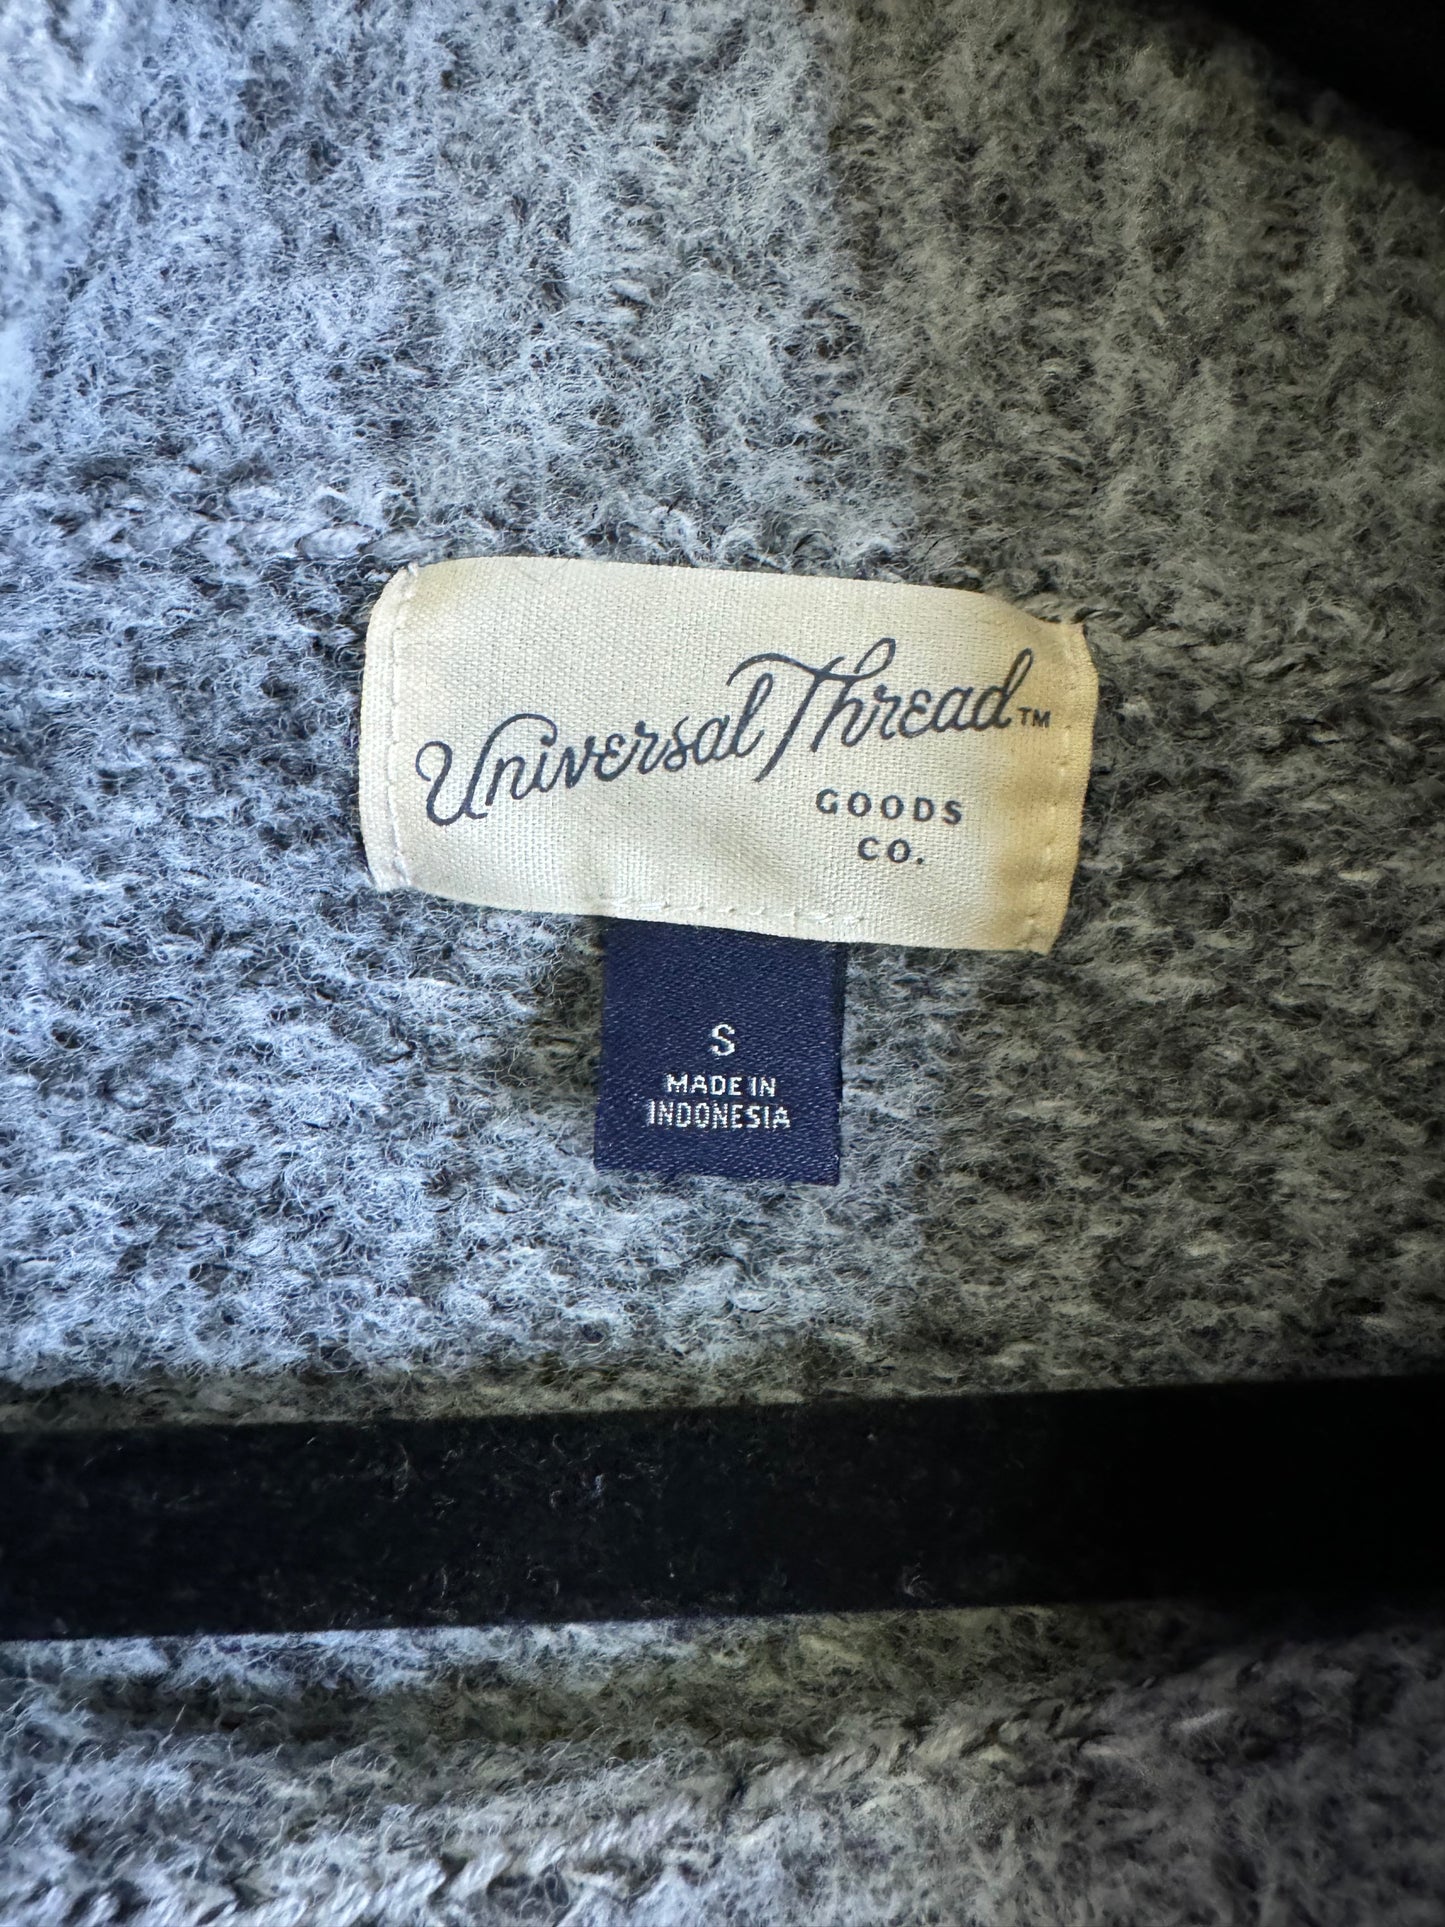 Universal Thread™
GOODS
CO.
S
MADE IN
INDONESIA